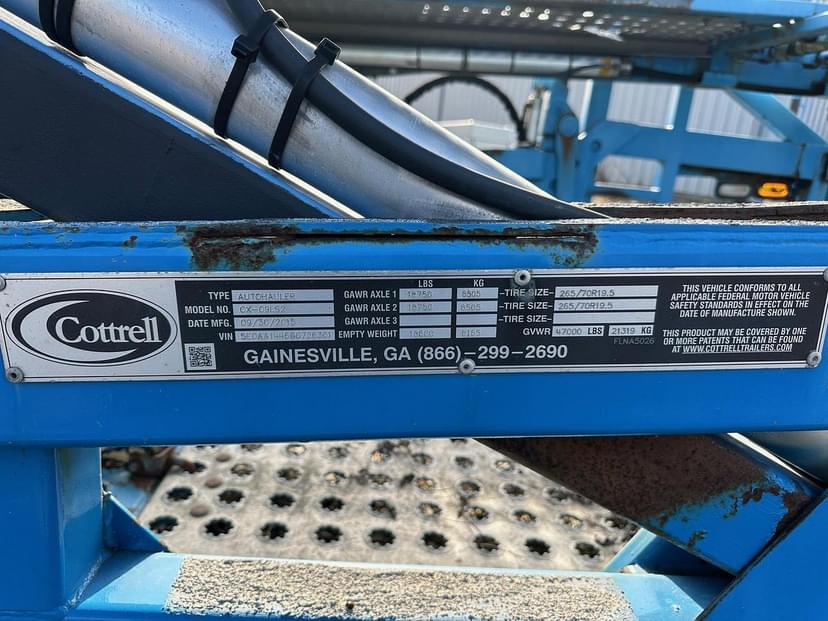 Cottrell
TYPE AUTOHAULER
MODEL NO. CX-09LS2
DATE MFG. 09/30/2015
VIN
LBS KG
GAWR AXLE 1 18750 8505 -TIRE SIZE- 265/70R19.5
GAWR AXLE 2 18750 8505 -TIRE SIZE- 265/70R19.5
GAWR AXLE 3 -TIRE SIZE-
EMPTY WEIGHT GVWR 47000 LBS 21319 KG
FLNA5026
GAINESVILLE, GA (866)-299-2690
THIS VEHICLE CONFORMS TO ALL
APPLICABLE FEDERAL MOTOR VEHICLE
SAFETY STANDARDS IN EFFECT ON THE
DATE OF MANUFACTURE SHOWN.
THIS PRODUCT MAY BE COVERED BY ONE
OR MORE PATENTS THAT CAN BE FOUND
AT WWW.COTTRELLTRAILERS.COM